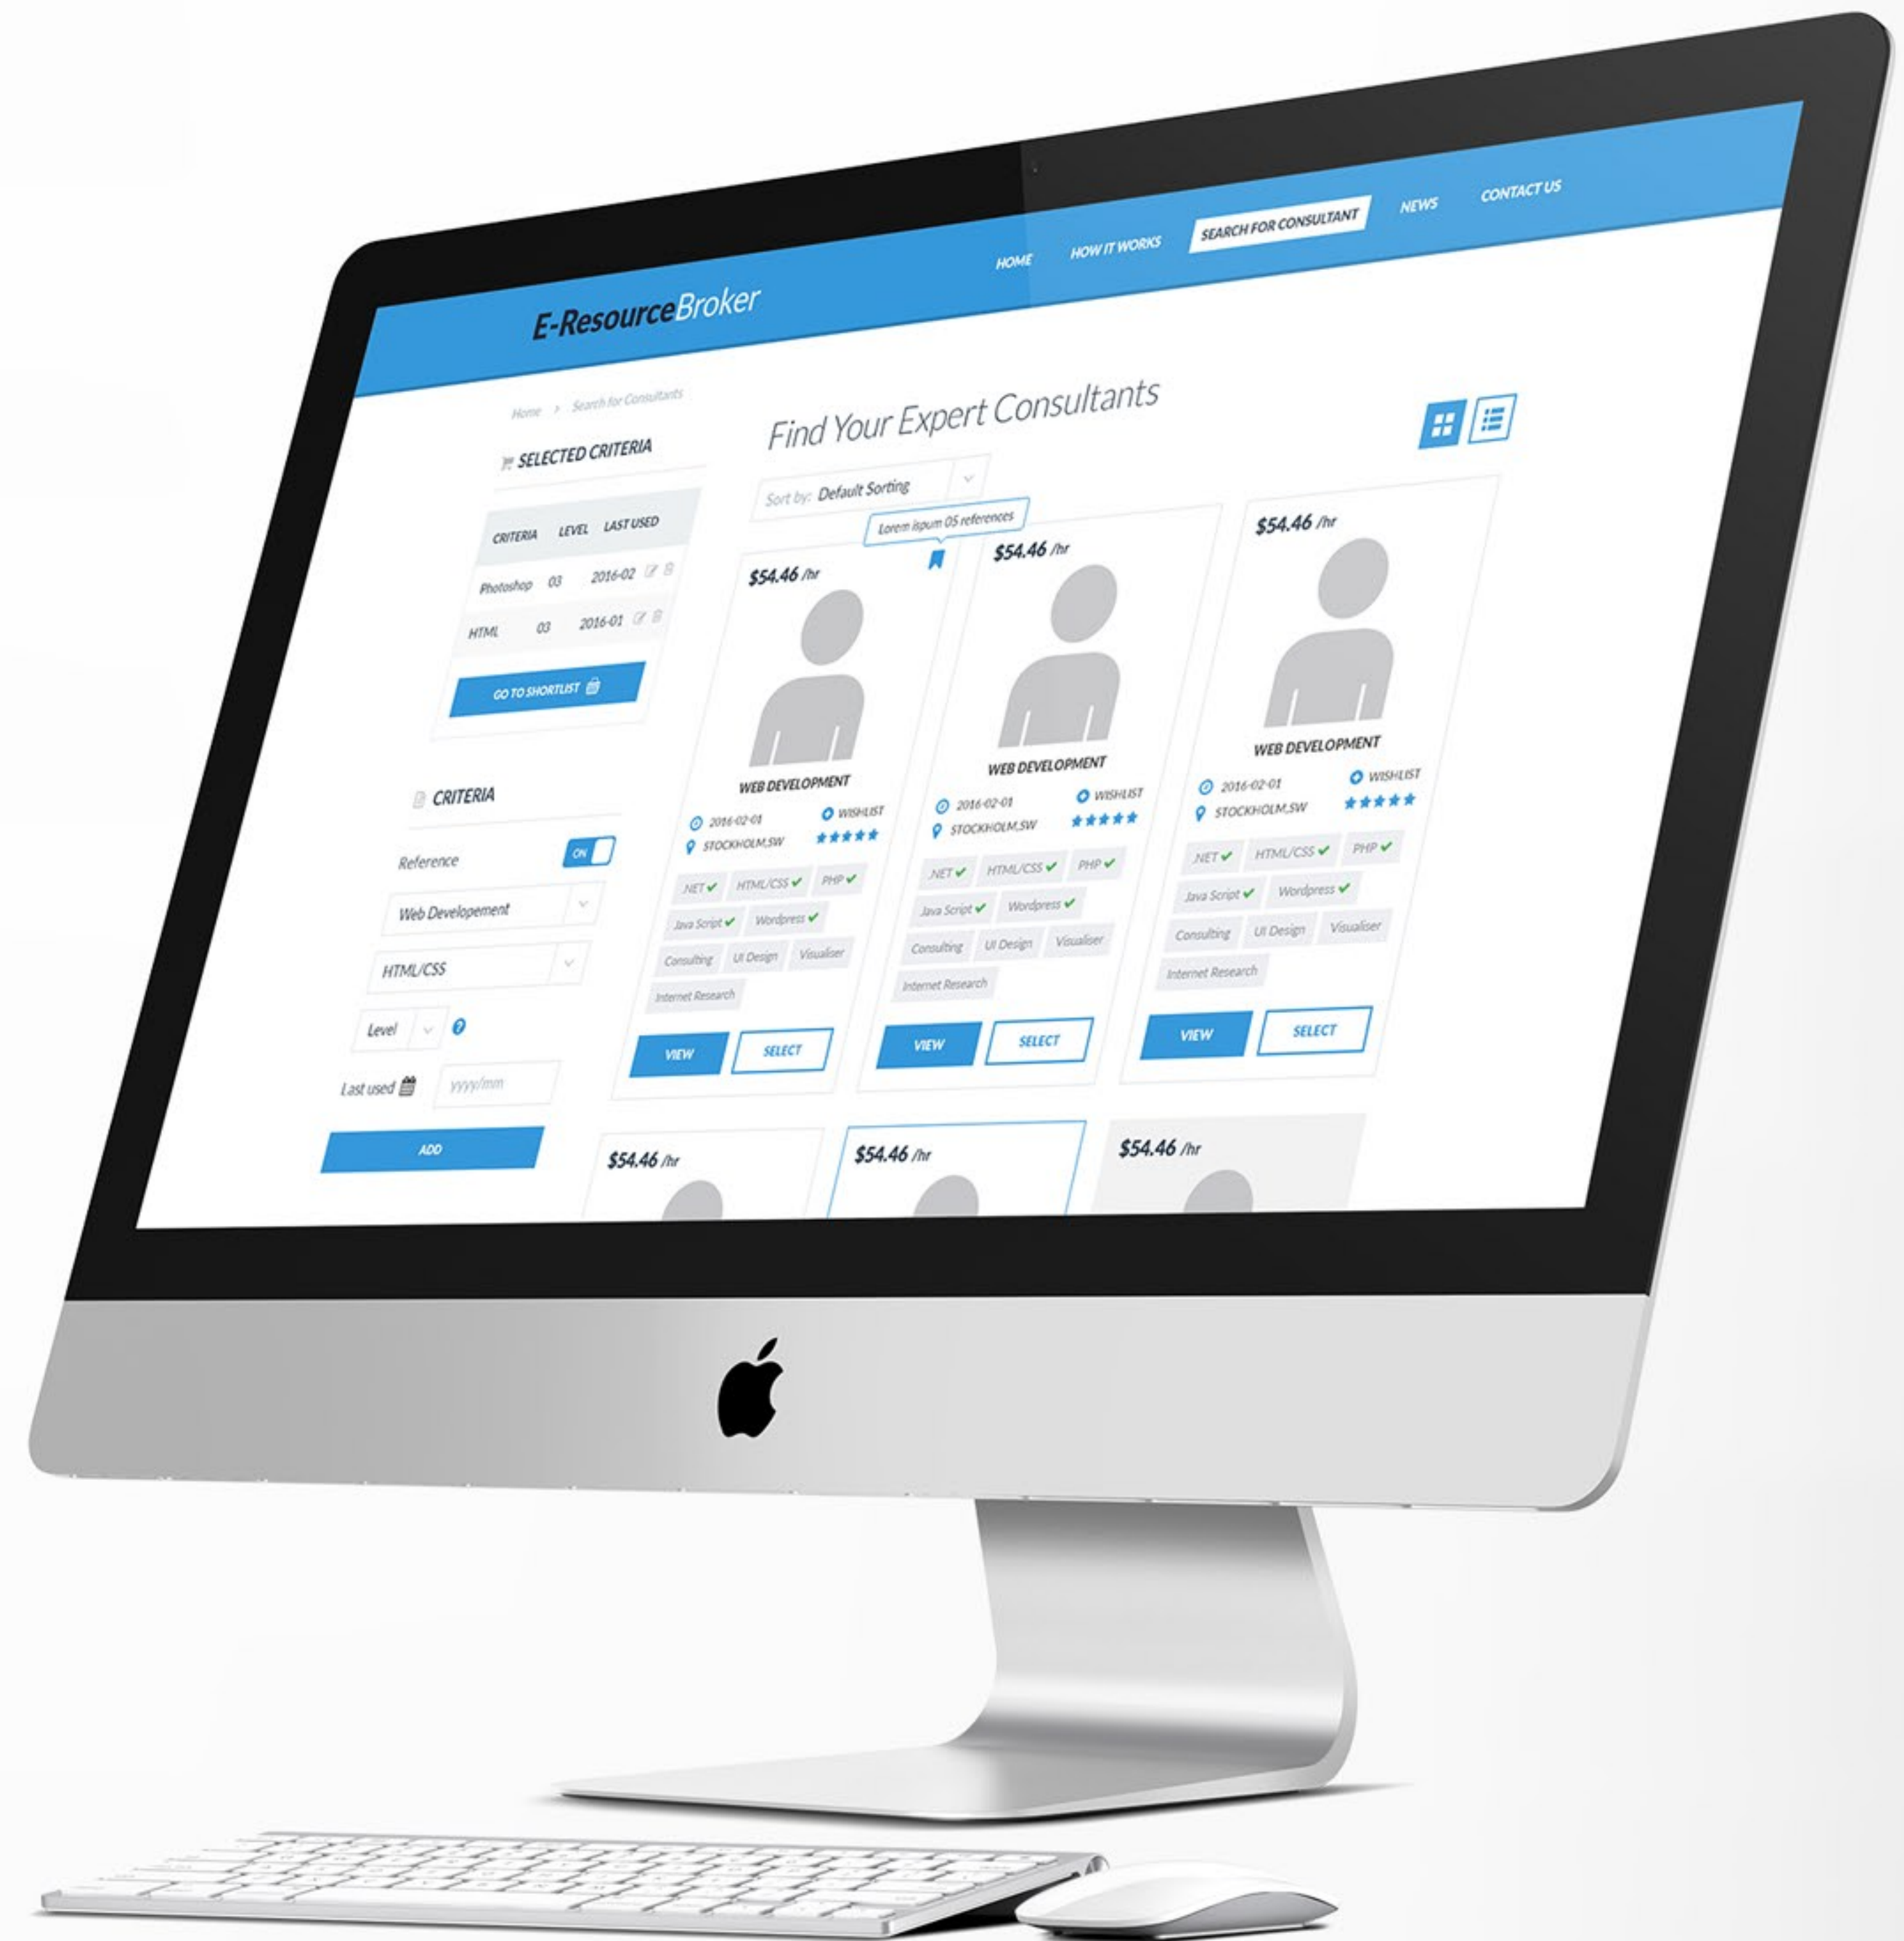 E-ResourceBroker
HOME HOW IT WORKS SEARCH FOR CONSULTANT NEWS CONTACT US
Home > Search for Consultants
SELECTED CRITERIA
CRITERIA LEVEL LAST USED
Photoshop 03 2016-02
HTML 03 2016-01
GO TO SHORTLIST
CRITERIA
Reference ON
Web Developement
HTML/CSS
Level ?
Last used yyyy/mm
ADD
Find Your Expert Consultants
Sort by: Default Sorting
Lorem ispum 05 references
$54.46 /hr
WEB DEVELOPMENT
2016-02-01 WISHLIST
STOCKHOLM,SW
.NET HTML/CSS PHP
Java Script Wordpress
Consulting UI Design Visualiser
Internet Research
VIEW SELECT
$54.46 /hr
WEB DEVELOPMENT
2016-02-01 WISHLIST
STOCKHOLM,SW
.NET HTML/CSS PHP
Java Script Wordpress
Consulting UI Design Visualiser
Internet Research
VIEW SELECT
$54.46 /hr
WEB DEVELOPMENT
2016-02-01 WISHLIST
STOCKHOLM,SW
.NET HTML/CSS PHP
Java Script Wordpress
Consulting UI Design Visualiser
Internet Research
VIEW SELECT
$54.46 /hr
$54.46 /hr
$54.46 /hr